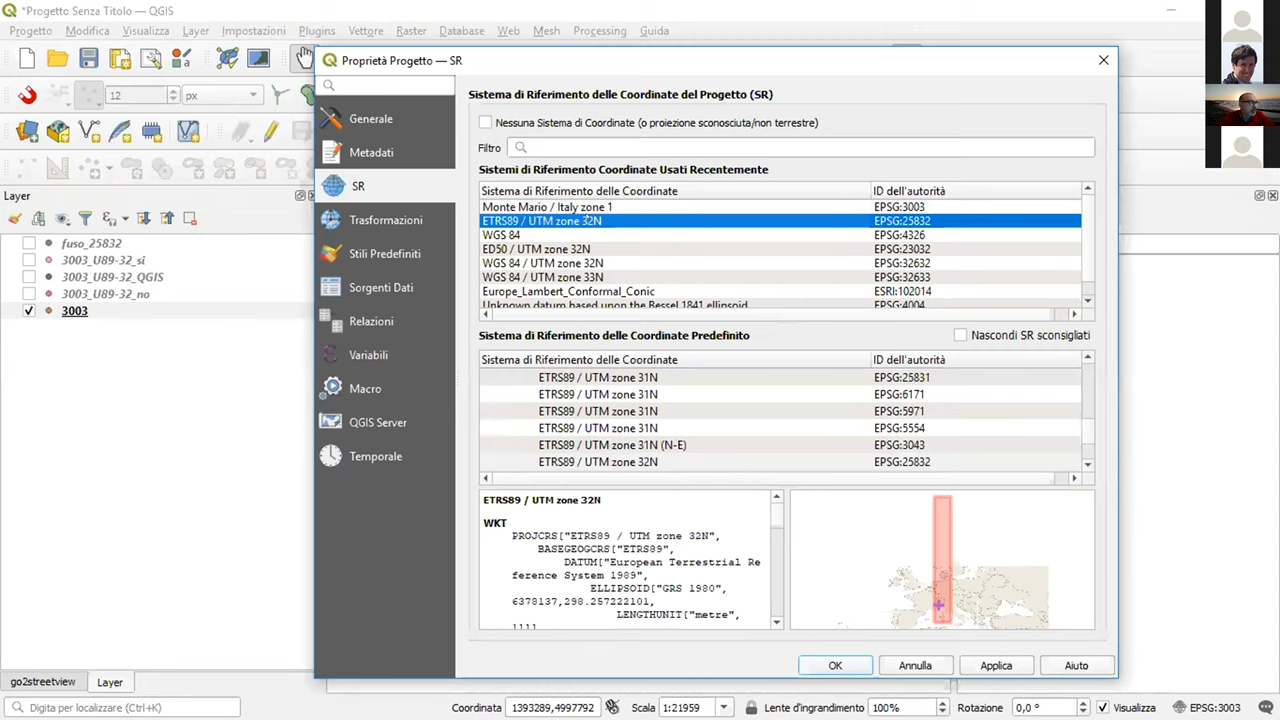 *Progetto Senza Titolo — QGIS
Progetto Modifica Visualizza Layer Impostazioni Plugins Vettore Raster Database Web Mesh Processing Guida
12 px
Layer
fuso_25832
3003_U89-32_si
3003_U89-32_QGIS
3003_U89-32_no
3003
go2streetview Layer
Digita per localizzare (Ctrl+K)
Coordinata 1393289,4997792 Scala 1:21959 Lente d'ingrandimento 100% Rotazione 0,0 ° Visualizza EPSG:3003
Proprietà Progetto — SR
Generale
Metadati
SR
Trasformazioni
Stili Predefiniti
Sorgenti Dati
Relazioni
Variabili
Macro
QGIS Server
Temporale
Sistema di Riferimento delle Coordinate del Progetto (SR)
Nessuna Sistema di Coordinate (o proiezione sconosciuta/non terrestre)
Filtro
Sistemi di Riferimento Coordinate Usati Recentemente
Sistema di Riferimento delle Coordinate ID dell'autorità
Monte Mario / Italy zone 1 EPSG:3003
ETRS89 / UTM zone 32N EPSG:25832
WGS 84 EPSG:4326
ED50 / UTM zone 32N EPSG:23032
WGS 84 / UTM zone 32N EPSG:32632
WGS 84 / UTM zone 33N EPSG:32633
Europe_Lambert_Conformal_Conic ESRI:102014
Unknown datum based upon the Bessel 1841 ellipsoid EPSG:4004
Sistema di Riferimento delle Coordinate Predefinito Nascondi SR sconsigliati
Sistema di Riferimento delle Coordinate ID dell'autorità
ETRS89 / UTM zone 31N EPSG:25831
ETRS89 / UTM zone 31N EPSG:6171
ETRS89 / UTM zone 31N EPSG:5971
ETRS89 / UTM zone 31N EPSG:5554
ETRS89 / UTM zone 31N (N-E) EPSG:3043
ETRS89 / UTM zone 32N EPSG:25832
ETRS89 / UTM zone 32N
WKT
PROJCRS["ETRS89 / UTM zone 32N",
BASEGEOGCRS["ETRS89",
DATUM["European Terrestrial Re
ference System 1989",
ELLIPSOID["GRS 1980",
6378137,298.257222101,
LENGTHUNIT["metre",
1]]]
OK Annulla Applica Aiuto